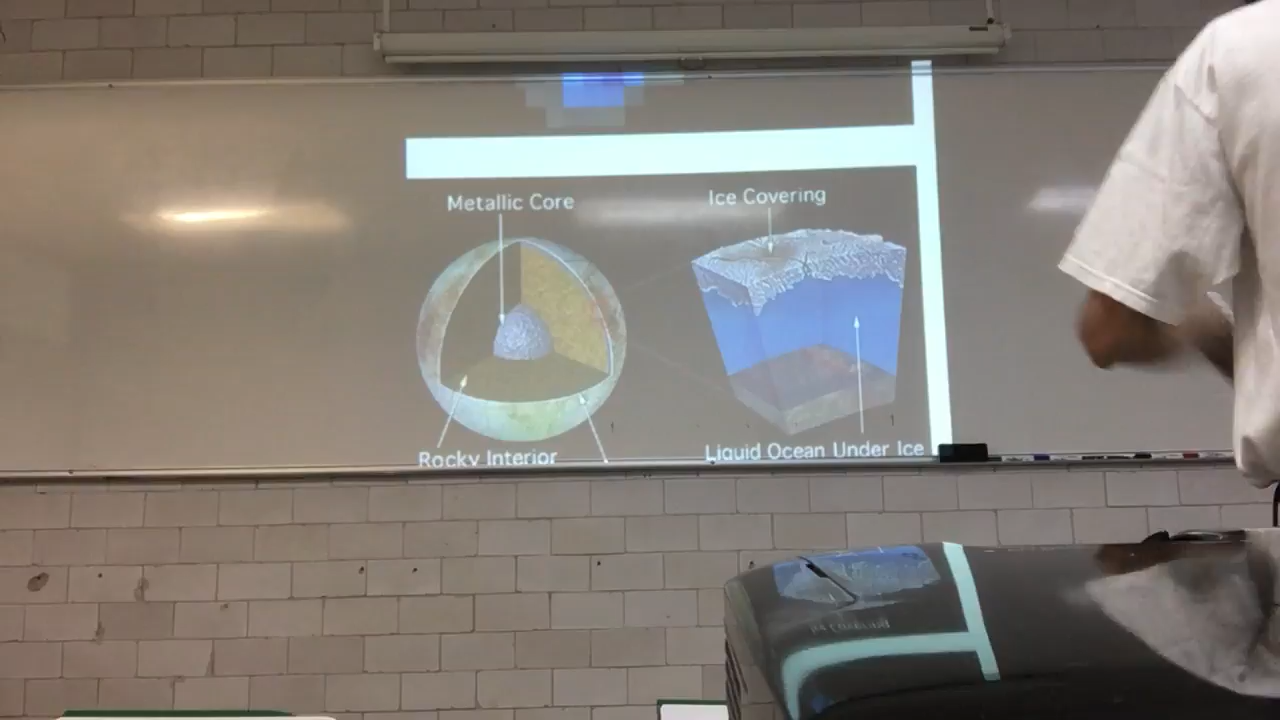 Metallic Core
Ice Covering
Rocky Interior
Liquid Ocean Under Ice